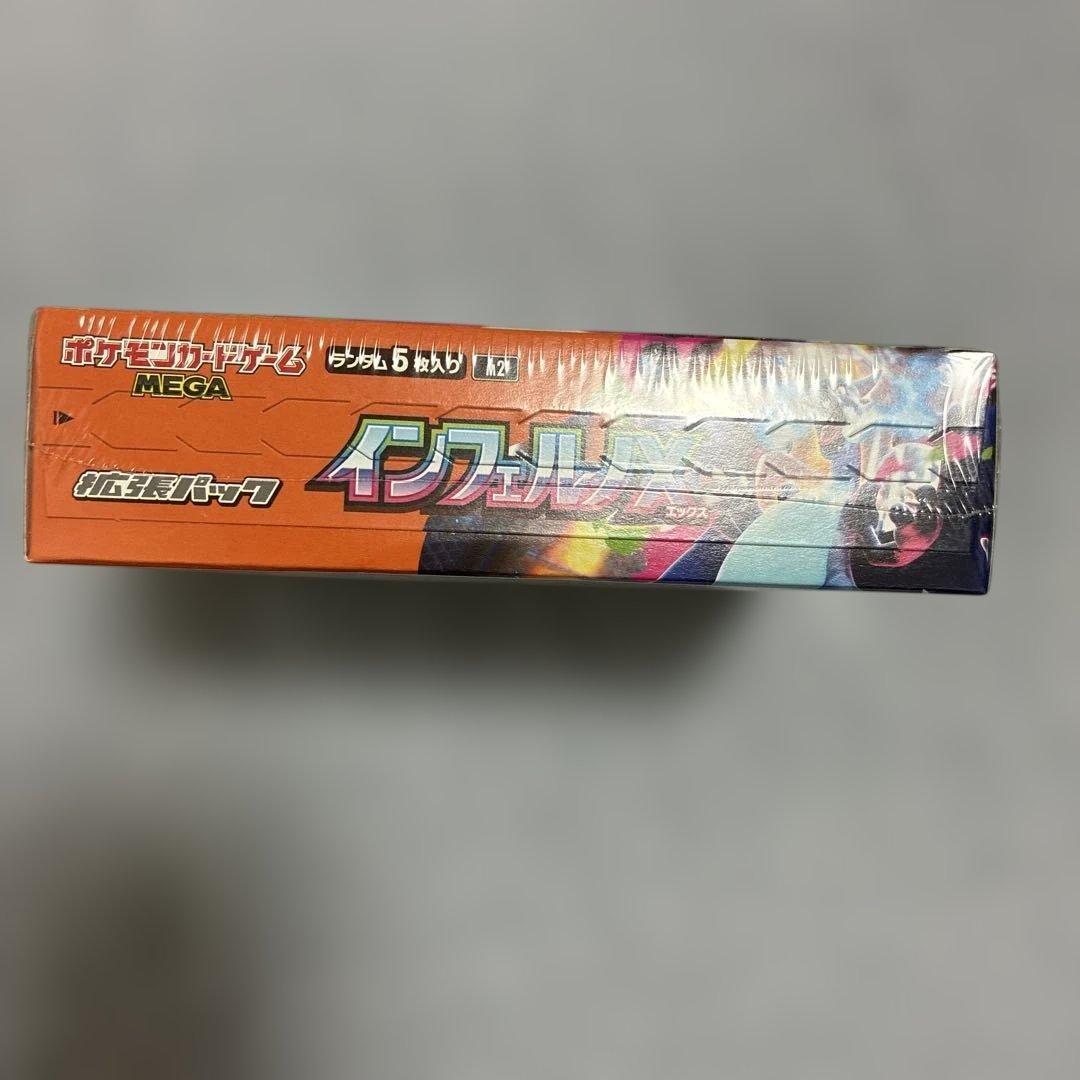 ポケモンカードゲーム
MEGA
ランダム5枚入り
M2
拡張パック
インフェルノX
エックス